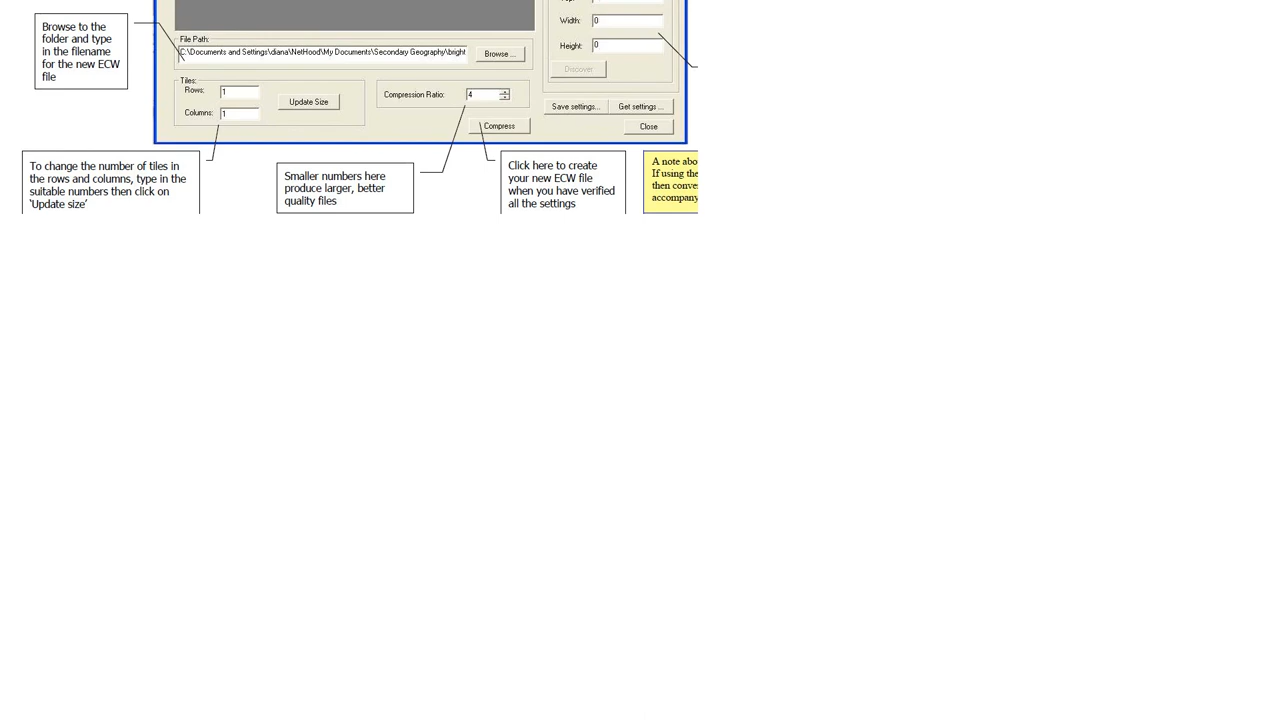 Browse to the
folder and type
in the filename
for the new ECW
file
Width: 0
Height: 0
Discover
File Path:
C:\Documents and Settings\diana\NetHood\My Documents\Secondary Geography\bright
Browse ...
Tiles:
Rows: 1
Columns: 1
Update Size
Compression Ratio: 4
Compress
Save settings...
Get settings ...
Close
To change the number of tiles in
the rows and columns, type in the
suitable numbers then click on
‘Update size’
Smaller numbers here
produce larger, better
quality files
Click here to create
your new ECW file
when you have verified
all the settings
A note abo
If using the
then conve
accompany